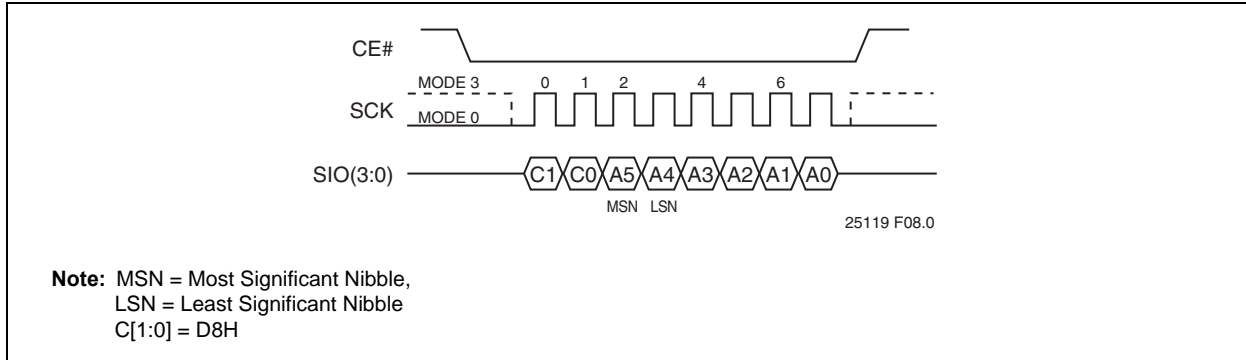 CE#
MODE 3 0 1 2 4 6
SCK
MODE 0
SIO(3:0) C1 C0 A5 A4 A3 A2 A1 A0
MSN LSN
25119 F08.0
Note: MSN = Most Significant Nibble,
LSN = Least Significant Nibble
C[1:0] = D8H